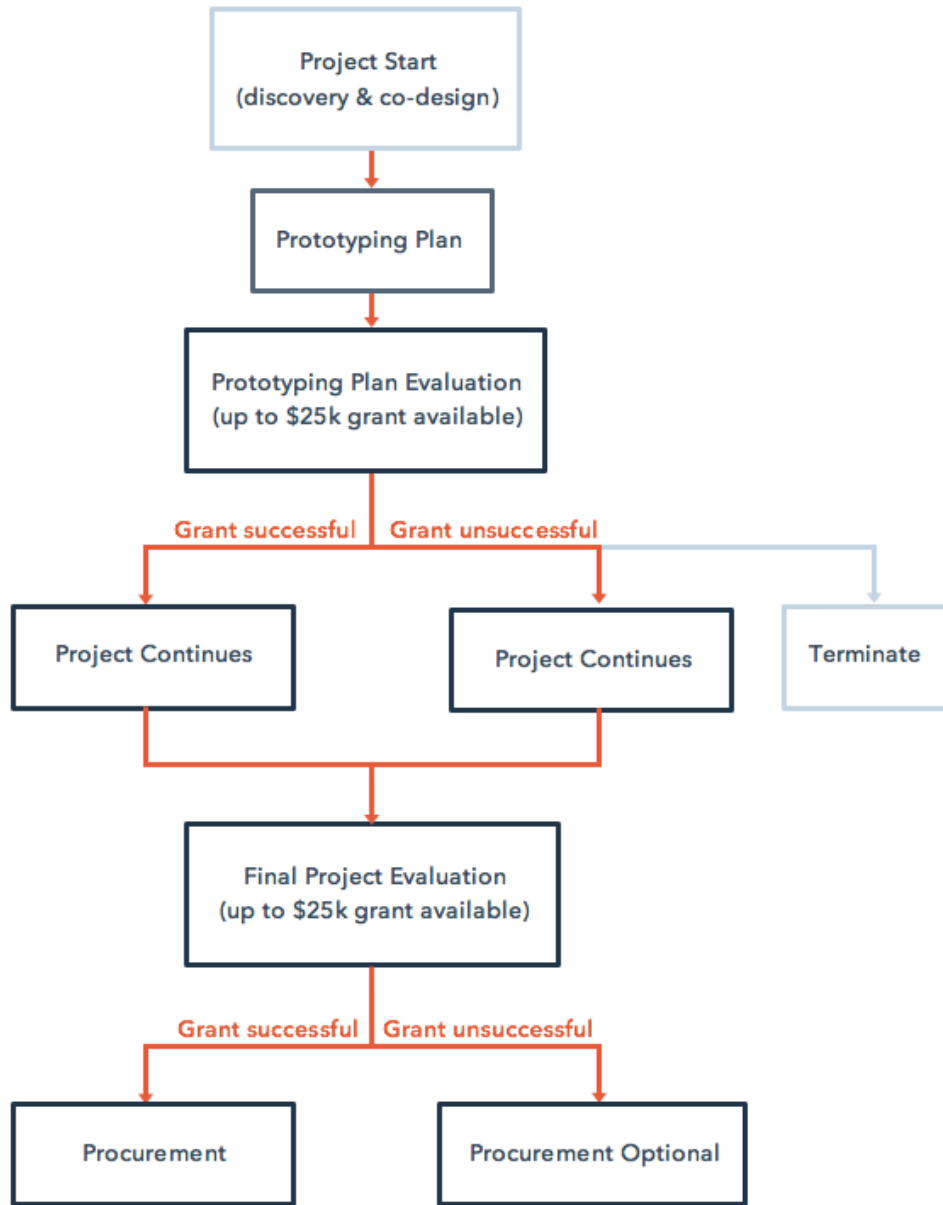 Project Start
(discovery & co-design)
Prototyping Plan
Prototyping Plan Evaluation
(up to $25k grant available)
Grant successful
Grant unsuccessful
Project Continues
Project Continues
Terminate
Final Project Evaluation
(up to $25k grant available)
Grant successful
Grant unsuccessful
Procurement
Procurement Optional